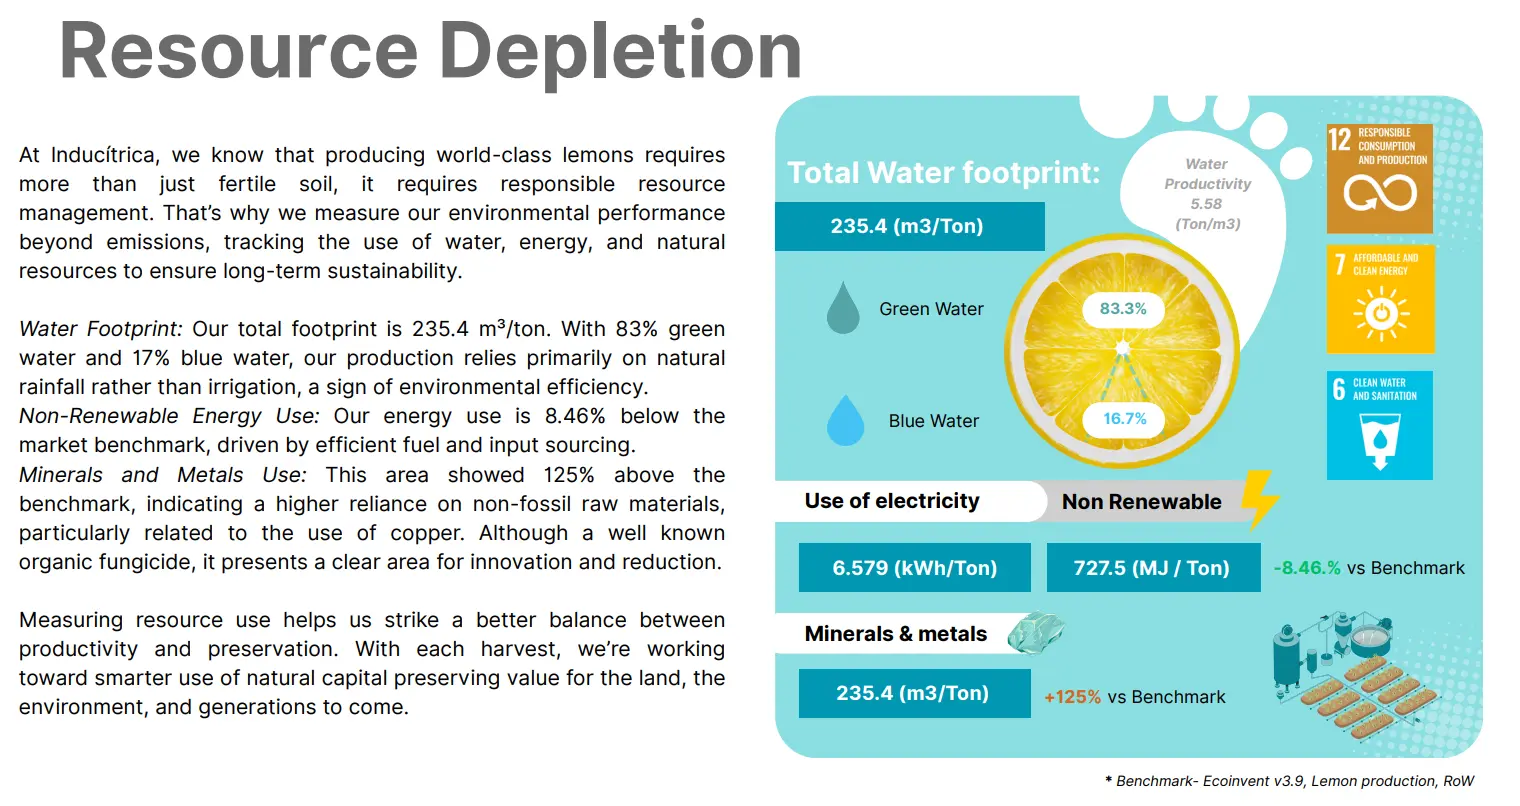 Resource Depletion
At Inducítrica, we know that producing world-class lemons requires
more than just fertile soil, it requires responsible resource
management. That’s why we measure our environmental performance
beyond emissions, tracking the use of water, energy, and natural
resources to ensure long-term sustainability.
Water Footprint: Our total footprint is 235.4 m³/ton. With 83% green
water and 17% blue water, our production relies primarily on natural
rainfall rather than irrigation, a sign of environmental efficiency.
Non-Renewable Energy Use: Our energy use is 8.46% below the
market benchmark, driven by efficient fuel and input sourcing.
Minerals and Metals Use: This area showed 125% above the
benchmark, indicating a higher reliance on non-fossil raw materials,
particularly related to the use of copper. Although a well known
organic fungicide, it presents a clear area for innovation and reduction.
Measuring resource use helps us strike a better balance between
productivity and preservation. With each harvest, we’re working
toward smarter use of natural capital preserving value for the land, the
environment, and generations to come.
Total Water footprint:
235.4 (m3/Ton)
Water
Productivity
5.58
(Ton/m3)
Green Water
83.3%
Blue Water
16.7%
12 RESPONSIBLE
CONSUMPTION
AND PRODUCTION
7 AFFORDABLE AND
CLEAN ENERGY
6 CLEAN WATER
AND SANITATION
Use of electricity
Non Renewable
6.579 (kWh/Ton)
727.5 (MJ / Ton)
-8.46.% vs Benchmark
Minerals & metals
235.4 (m3/Ton)
+125% vs Benchmark
* Benchmark- Ecoinvent v3.9, Lemon production, RoW